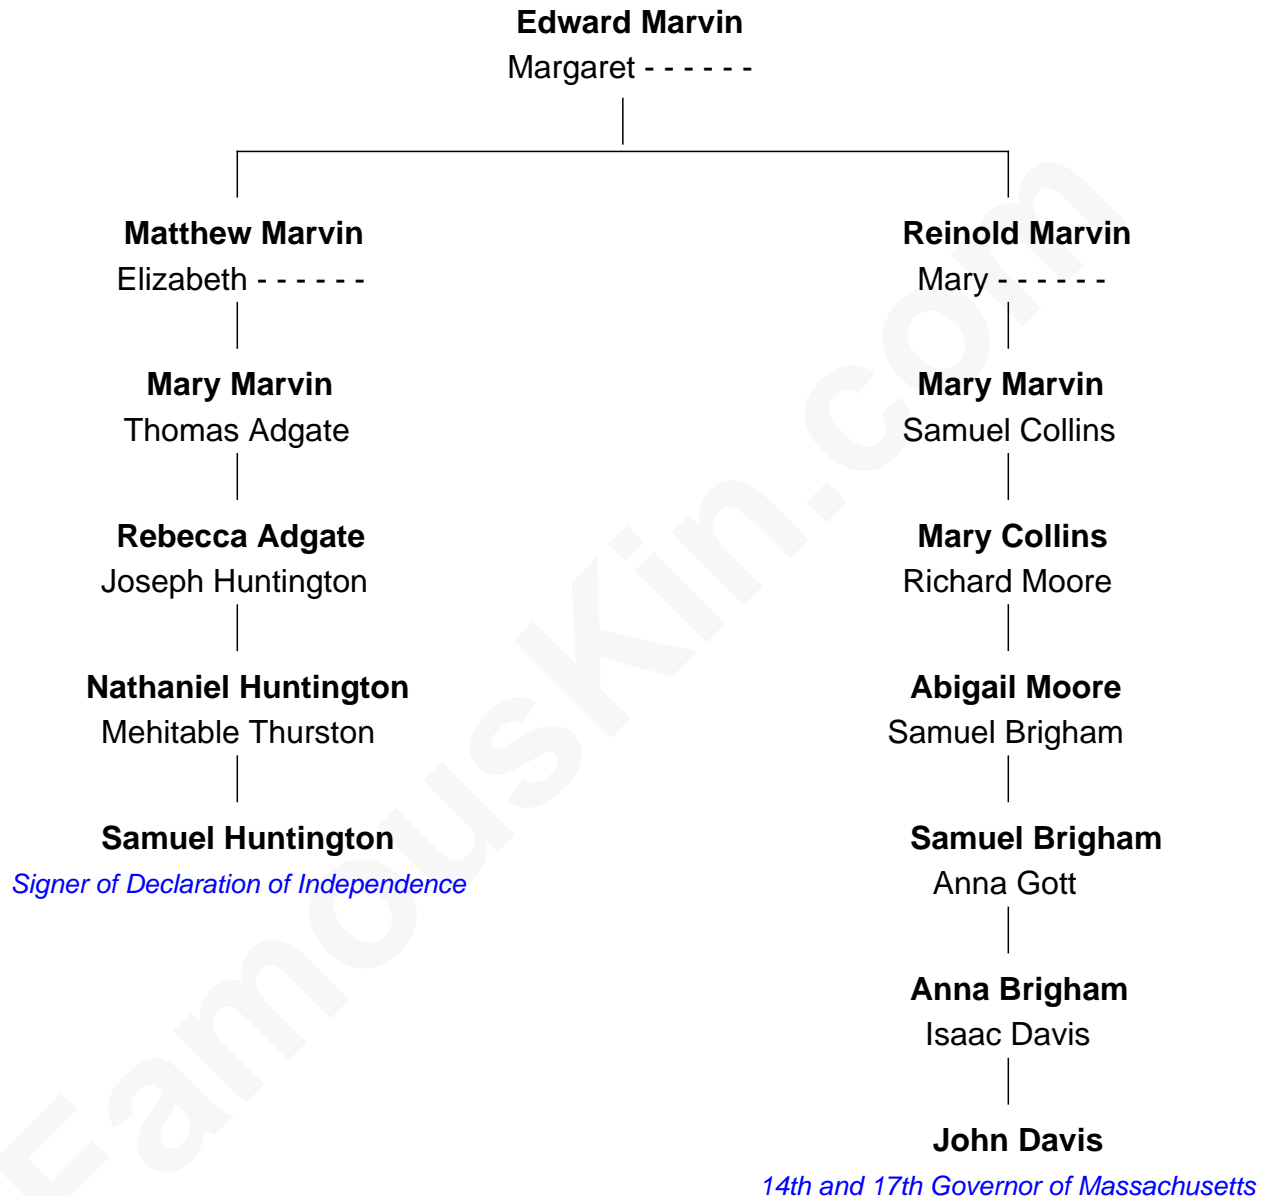 Edward Marvin
Margaret - - - - - -
Matthew Marvin
Elizabeth - - - - - -
Mary Marvin
Thomas Adgate
Rebecca Adgate
Joseph Huntington
Nathaniel Huntington
Mehitable Thurston
Samuel Huntington
Signer of Declaration of Independence
Reinold Marvin
Mary - - - - - -
Mary Marvin
Samuel Collins
Mary Collins
Richard Moore
Abigail Moore
Samuel Brigham
Samuel Brigham
Anna Gott
Anna Brigham
Isaac Davis
John Davis
14th and 17th Governor of Massachusetts
FamousKin.com